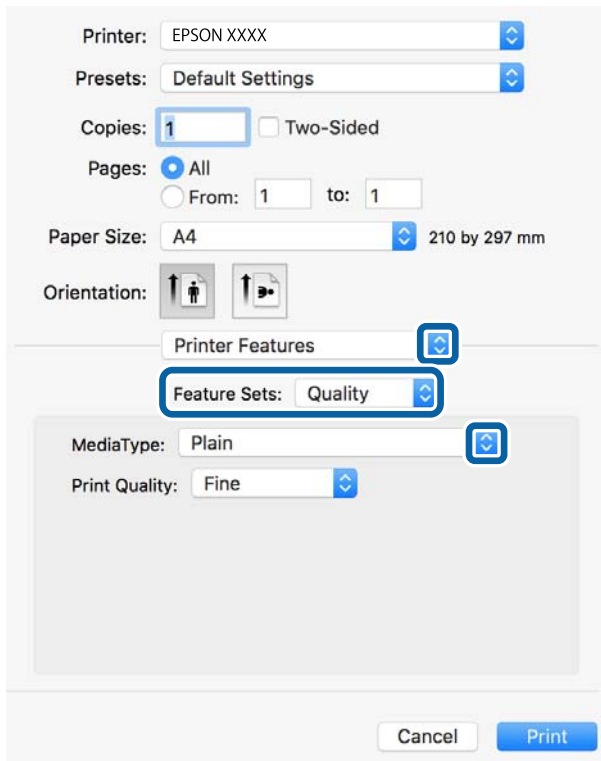 Printer: EPSON XXXX
Presets: Default Settings
Copies: 1 Two-Sided
Pages: All
From: 1 to: 1
Paper Size: A4 210 by 297 mm
Orientation:
Printer Features
Feature Sets: Quality
MediaType: Plain
Print Quality: Fine
Cancel Print